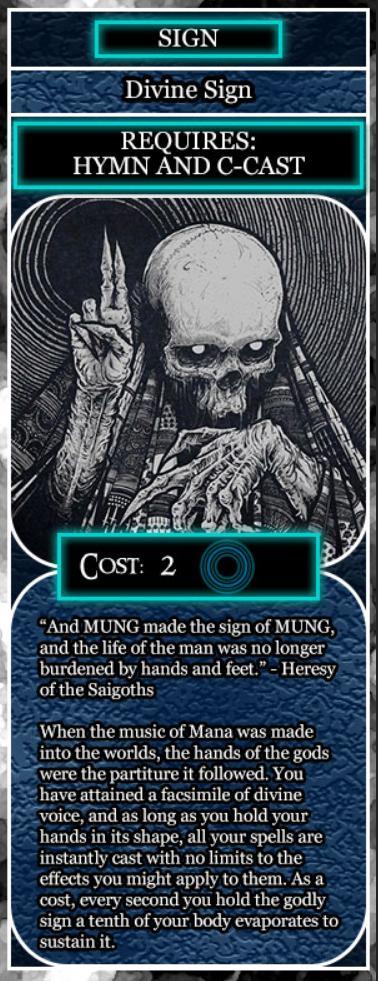 SIGN
Divine Sign
REQUIRES:
HYMN AND C-CAST
COST: 2
“And MUNG made the sign of MUNG,
and the life of the man was no longer
burdened by hands and feet.” - Heresy
of the Saigoths
When the music of Mana was made
into the worlds, the hands of the gods
were the partiture it followed. You
have attained a facsimile of divine
voice, and as long as you hold your
hands in its shape, all your spells are
instantly cast with no limits to the
effects you might apply to them. As a
cost, every second you hold the godly
sign a tenth of your body evaporates to
sustain it.